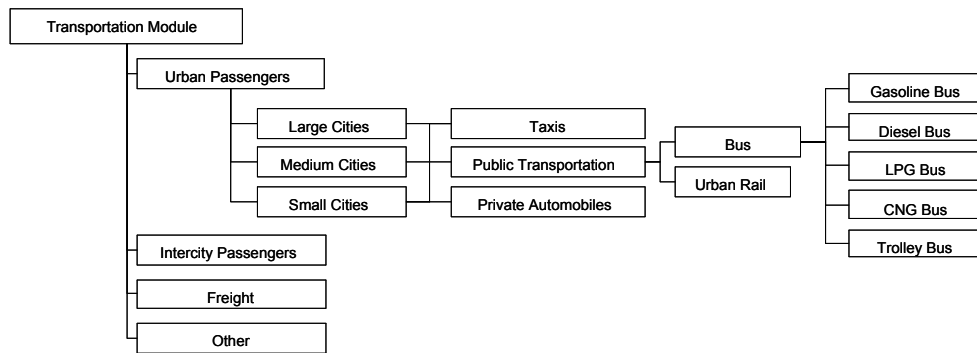 Transportation Module
Urban Passengers
Large Cities
Medium Cities
Small Cities
Taxis
Public Transportation
Private Automobiles
Bus
Urban Rail
Gasoline Bus
Diesel Bus
LPG Bus
CNG Bus
Trolley Bus
Intercity Passengers
Freight
Other